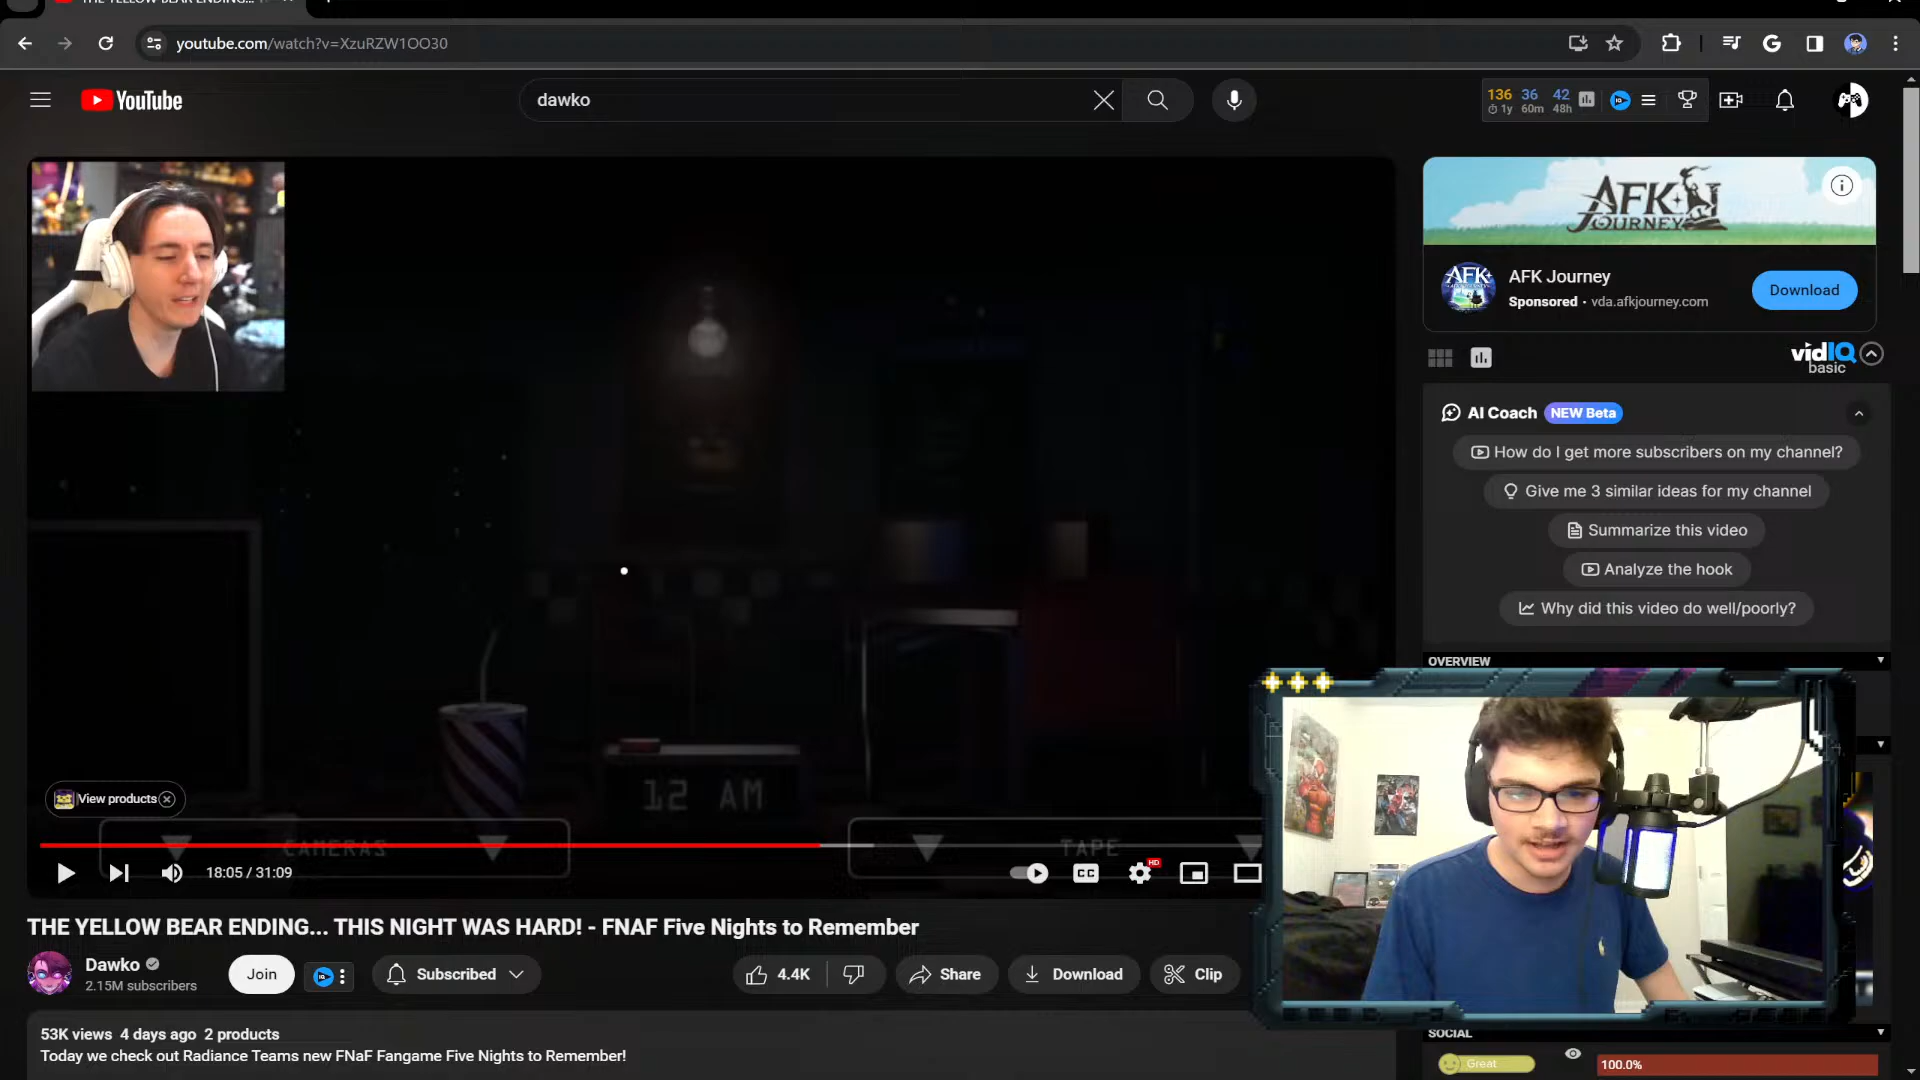 THE YELLOW BEAR ENDING...
youtube.com/watch?v=XzuRZW1OO30
YouTube
dawko
136 36 42
1y 60m 48h
AFK JOURNEY
AFK Journey
Sponsored · vda.afkjourney.com
Download
vidIQ
basic
AI Coach NEW Beta
How do I get more subscribers on my channel?
Give me 3 similar ideas for my channel
Summarize this video
Analyze the hook
Why did this video do well/poorly?
OVERVIEW
View products
12 AM
CAMERAS
TAPE
18:05 / 31:09
CC
HD
THE YELLOW BEAR ENDING... THIS NIGHT WAS HARD! - FNAF Five Nights to Remember
Dawko
2.15M subscribers
Join
Subscribed
4.4K
Share
Download
Clip
53K views 4 days ago 2 products
Today we check out Radiance Teams new FNaF Fangame Five Nights to Remember!
SOCIAL
Great
100.0%